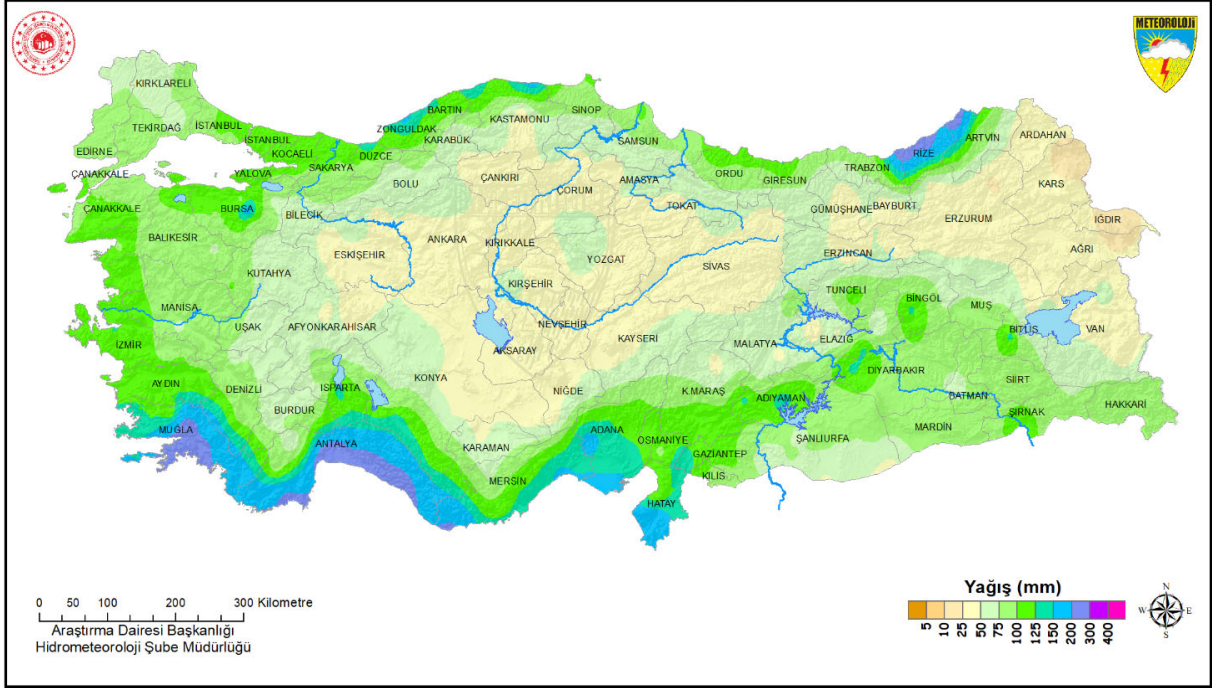 METEOROLOJİ
KIRKLARELİ
TEKİRDAĞ
İSTANBUL
EDİRNE
İSTANBUL
KOCAELİ
ÇANAKKALE
YALOVA
SAKARYA
DÜZCE
ZONGULDAK
BARTIN
KARABÜK
KASTAMONU
SİNOP
SAMSUN
ORDU
GİRESUN
TRABZON
RİZE
ARTVİN
ARDAHAN
KARS
IĞDIR
ÇANAKKALE
BURSA
BİLECİK
BOLU
ÇANKIRI
ÇORUM
AMASYA
TOKAT
GÜMÜŞHANE
BAYBURT
ERZURUM
AĞRI
BALIKESİR
KUTAHYA
ESKİŞEHİR
ANKARA
KIRIKKALE
YOZGAT
SİVAS
ERZİNCAN
TUNCELİ
BİNGÖL
MUŞ
BİTLİS
VAN
MANİSA
UŞAK
AFYONKARAHİSAR
KIRŞEHİR
NEVŞEHİR
KAYSERİ
MALATYA
ELAZIĞ
DİYARBAKIR
SİİRT
İZMİR
AKSARAY
AYDIN
DENİZLİ
ISPARTA
KONYA
NİĞDE
K.MARAŞ
ADIYAMAN
BATMAN
ŞIRNAK
HAKKARİ
BURDUR
MUĞLA
ANTALYA
KARAMAN
ADANA
OSMANİYE
GAZİANTEP
ŞANLIURFA
MARDİN
MERSİN
KİLİS
HATAY
Yağış (mm)
5 10 25 50 75 100 125 150 200 300 400
N
W E
S
0 50 100 200 300 Kilometre
Araştırma Dairesi Başkanlığı
Hidrometeoroloji Şube Müdürlüğü